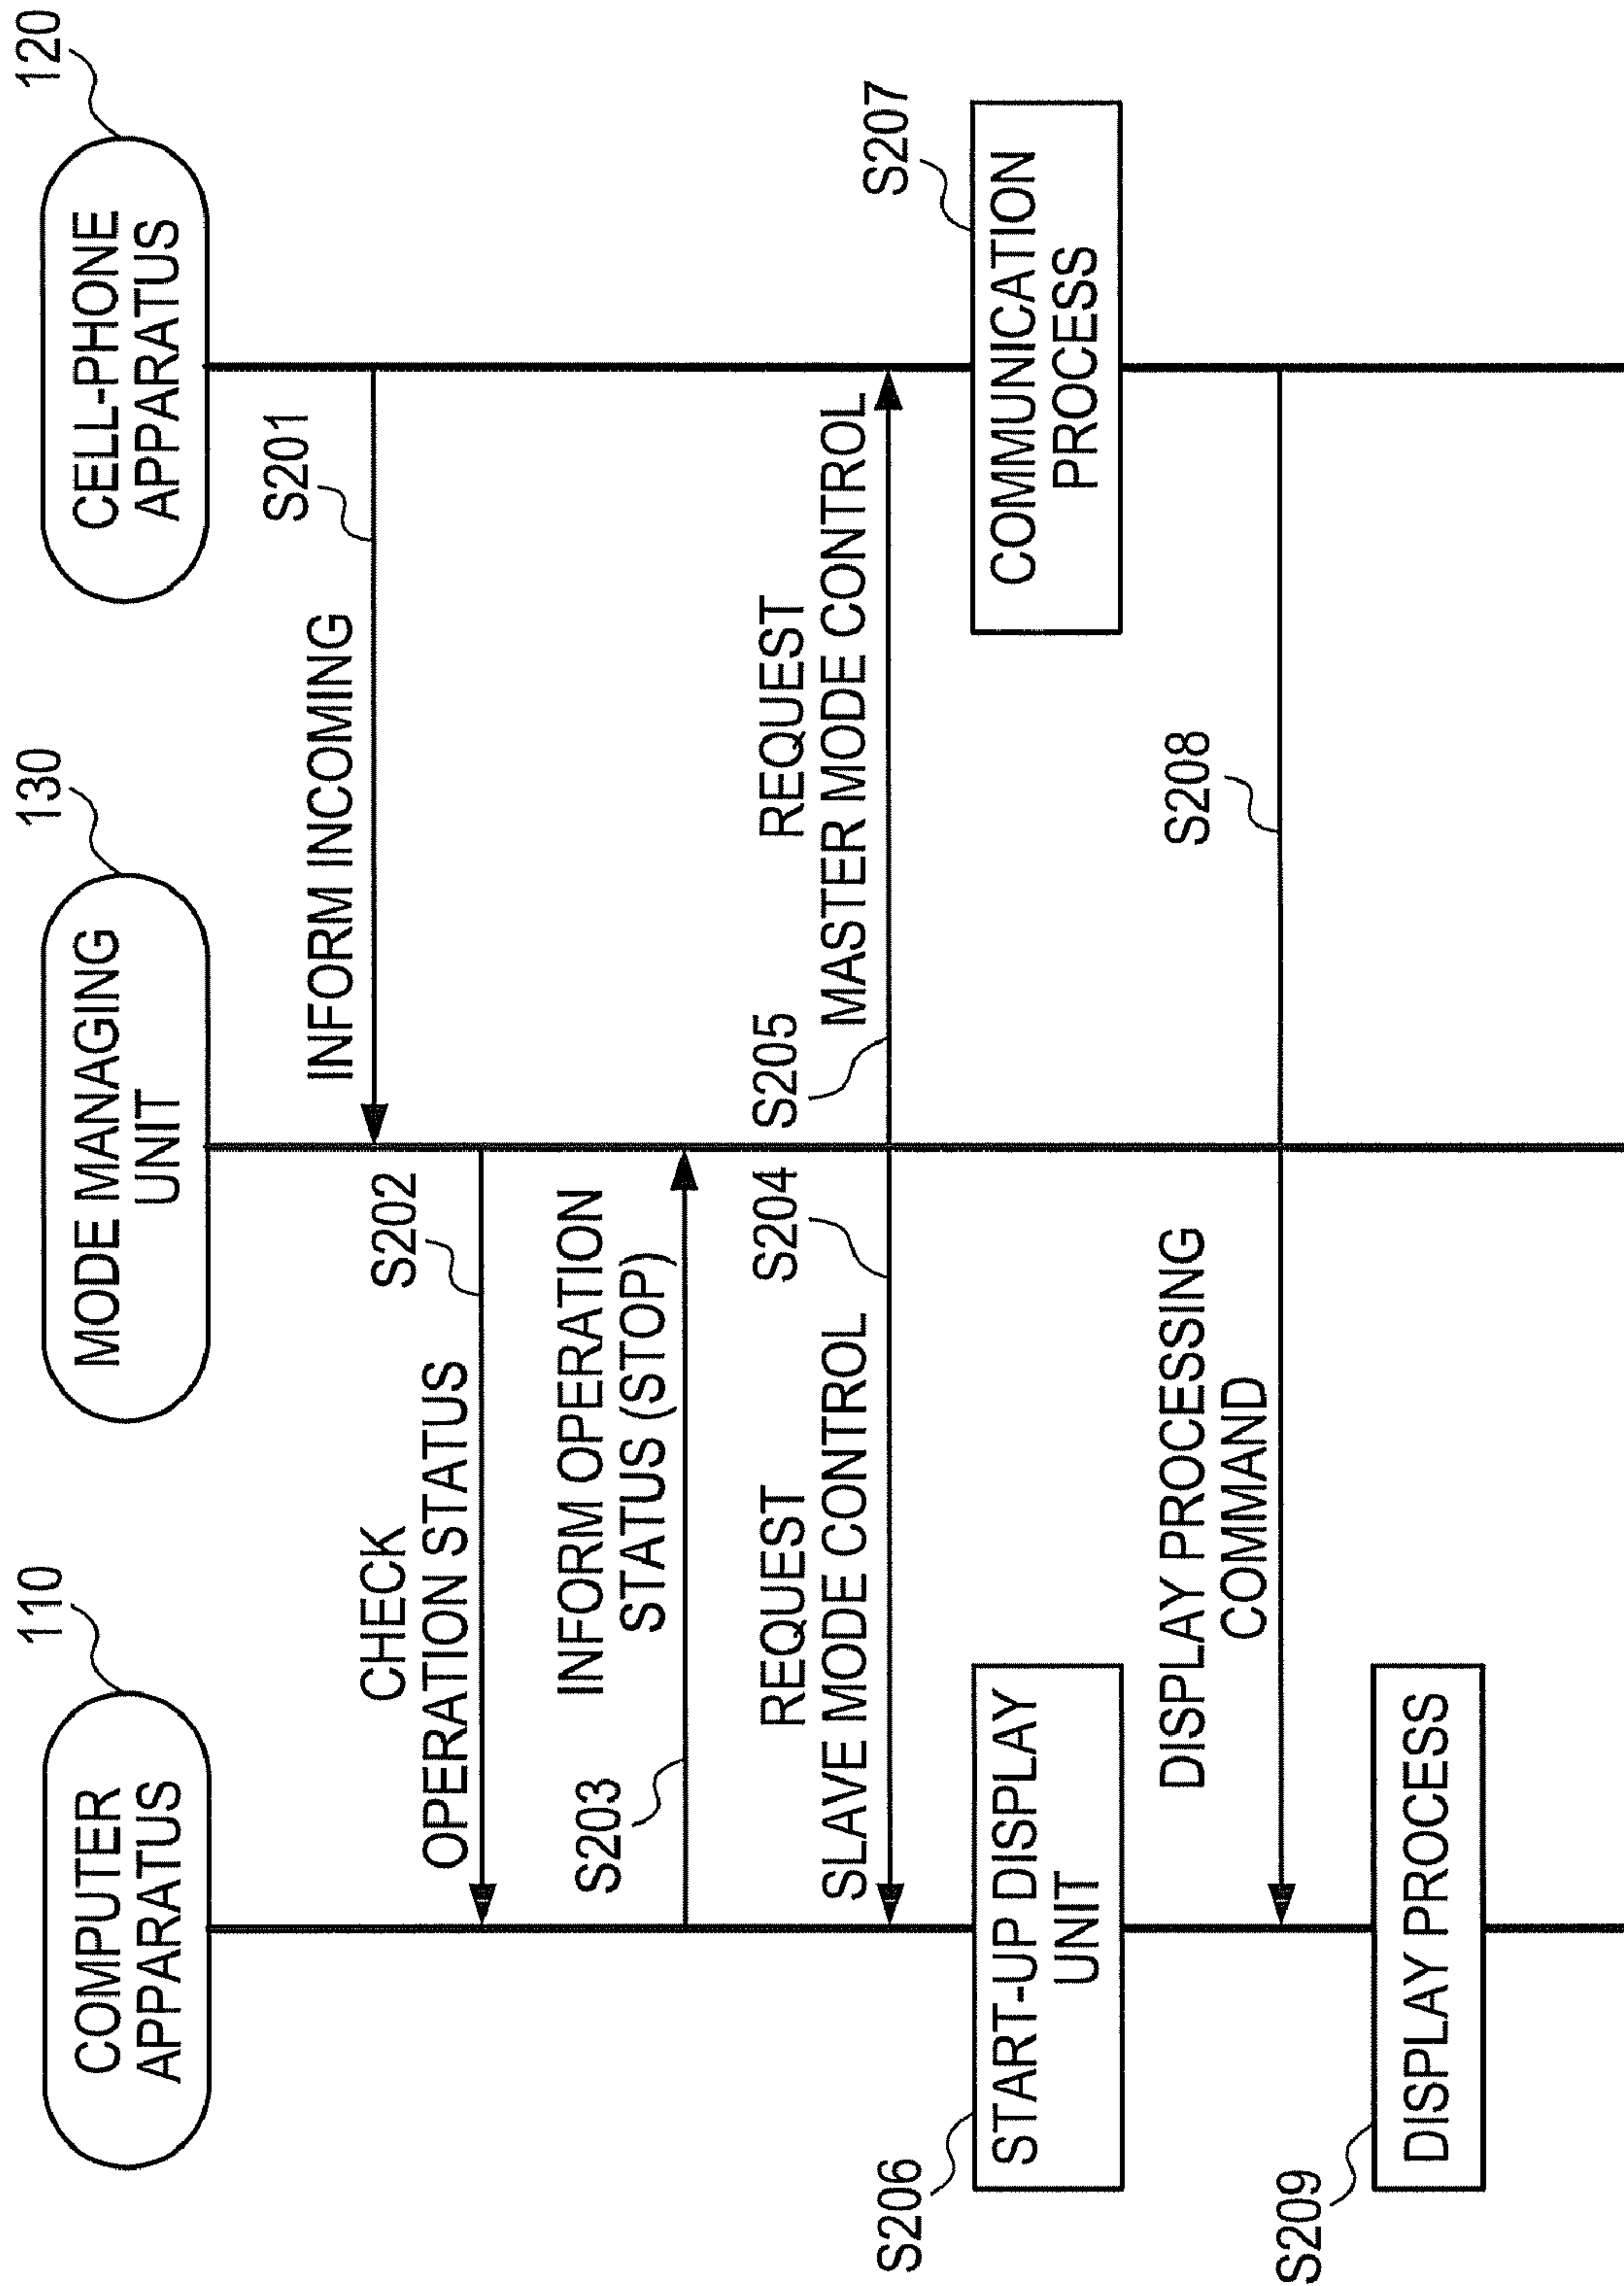 110
COMPUTER
APPARATUS
130
MODE MANAGING
UNIT
120
CELL-PHONE
APPARATUS
S201
INFORM INCOMING
S202
CHECK
OPERATION STATUS
INFORM OPERATION
STATUS (STOP)
S203
S204
REQUEST
SLAVE MODE CONTROL
S205
REQUEST
MASTER MODE CONTROL
S206
START-UP DISPLAY
UNIT
S207
COMMUNICATION
PROCESS
S208
DISPLAY PROCESSING
COMMAND
S209
DISPLAY PROCESS